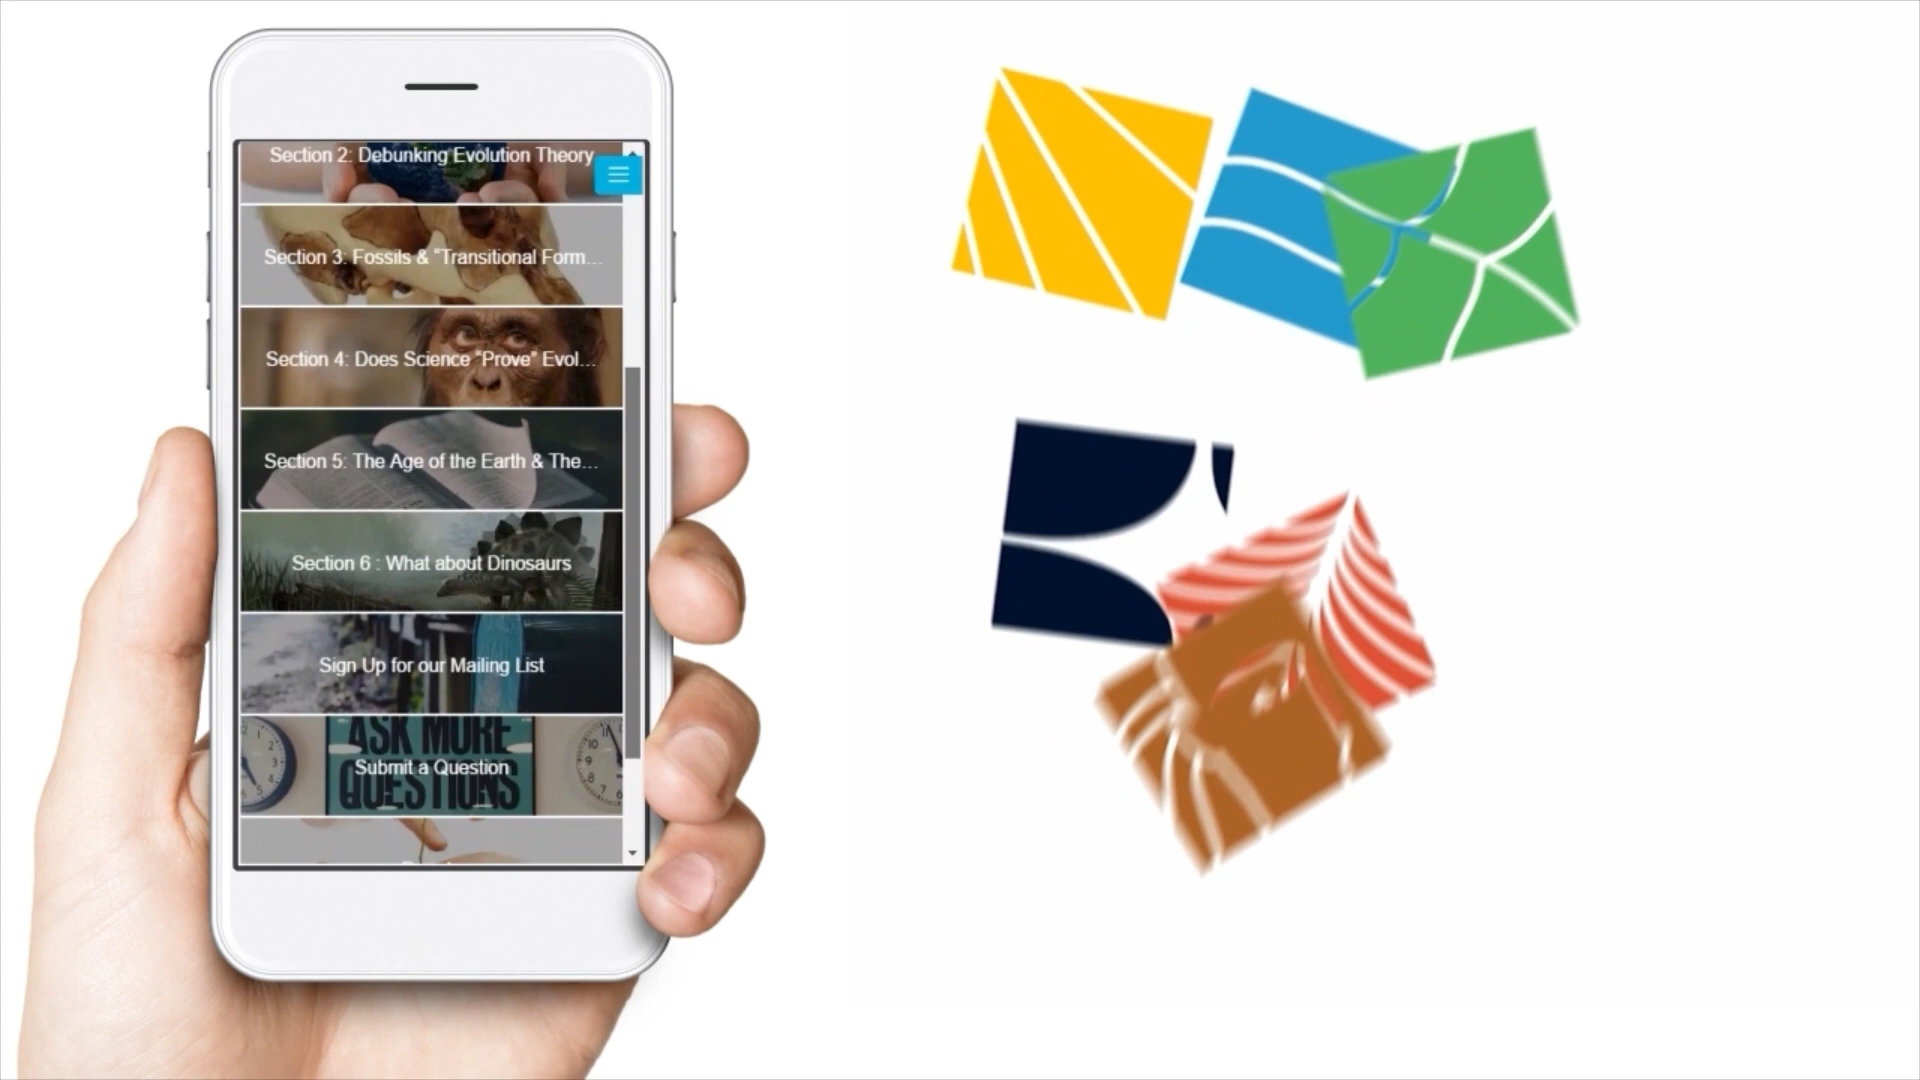 Section 2: Debunking Evolution Theory
Section 3: Fossils & "Transitional Form...
Section 4: Does Science "Prove" Evol...
Section 5: The Age of the Earth & The...
Section 6 : What about Dinosaurs
Sign Up for our Mailing List
ASK MORE
Submit a Question
QUESTIONS